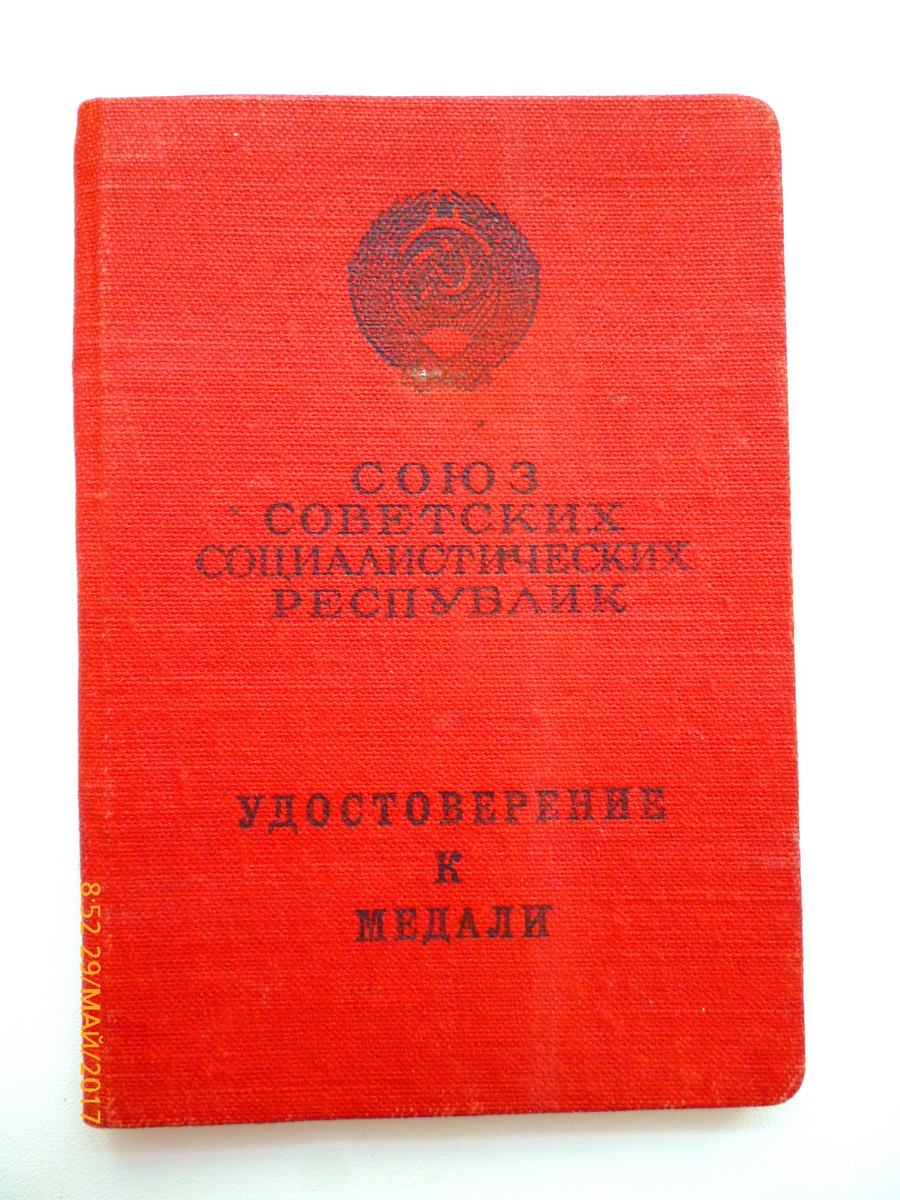 СОЮЗ
СОВЕТСКИХ
СОЦИАЛИСТИЧЕСКИХ
РЕСПУБЛИК
УДОСТОВЕРЕНИЕ
К
МЕДАЛИ
8:52 29/МАЙ/2017